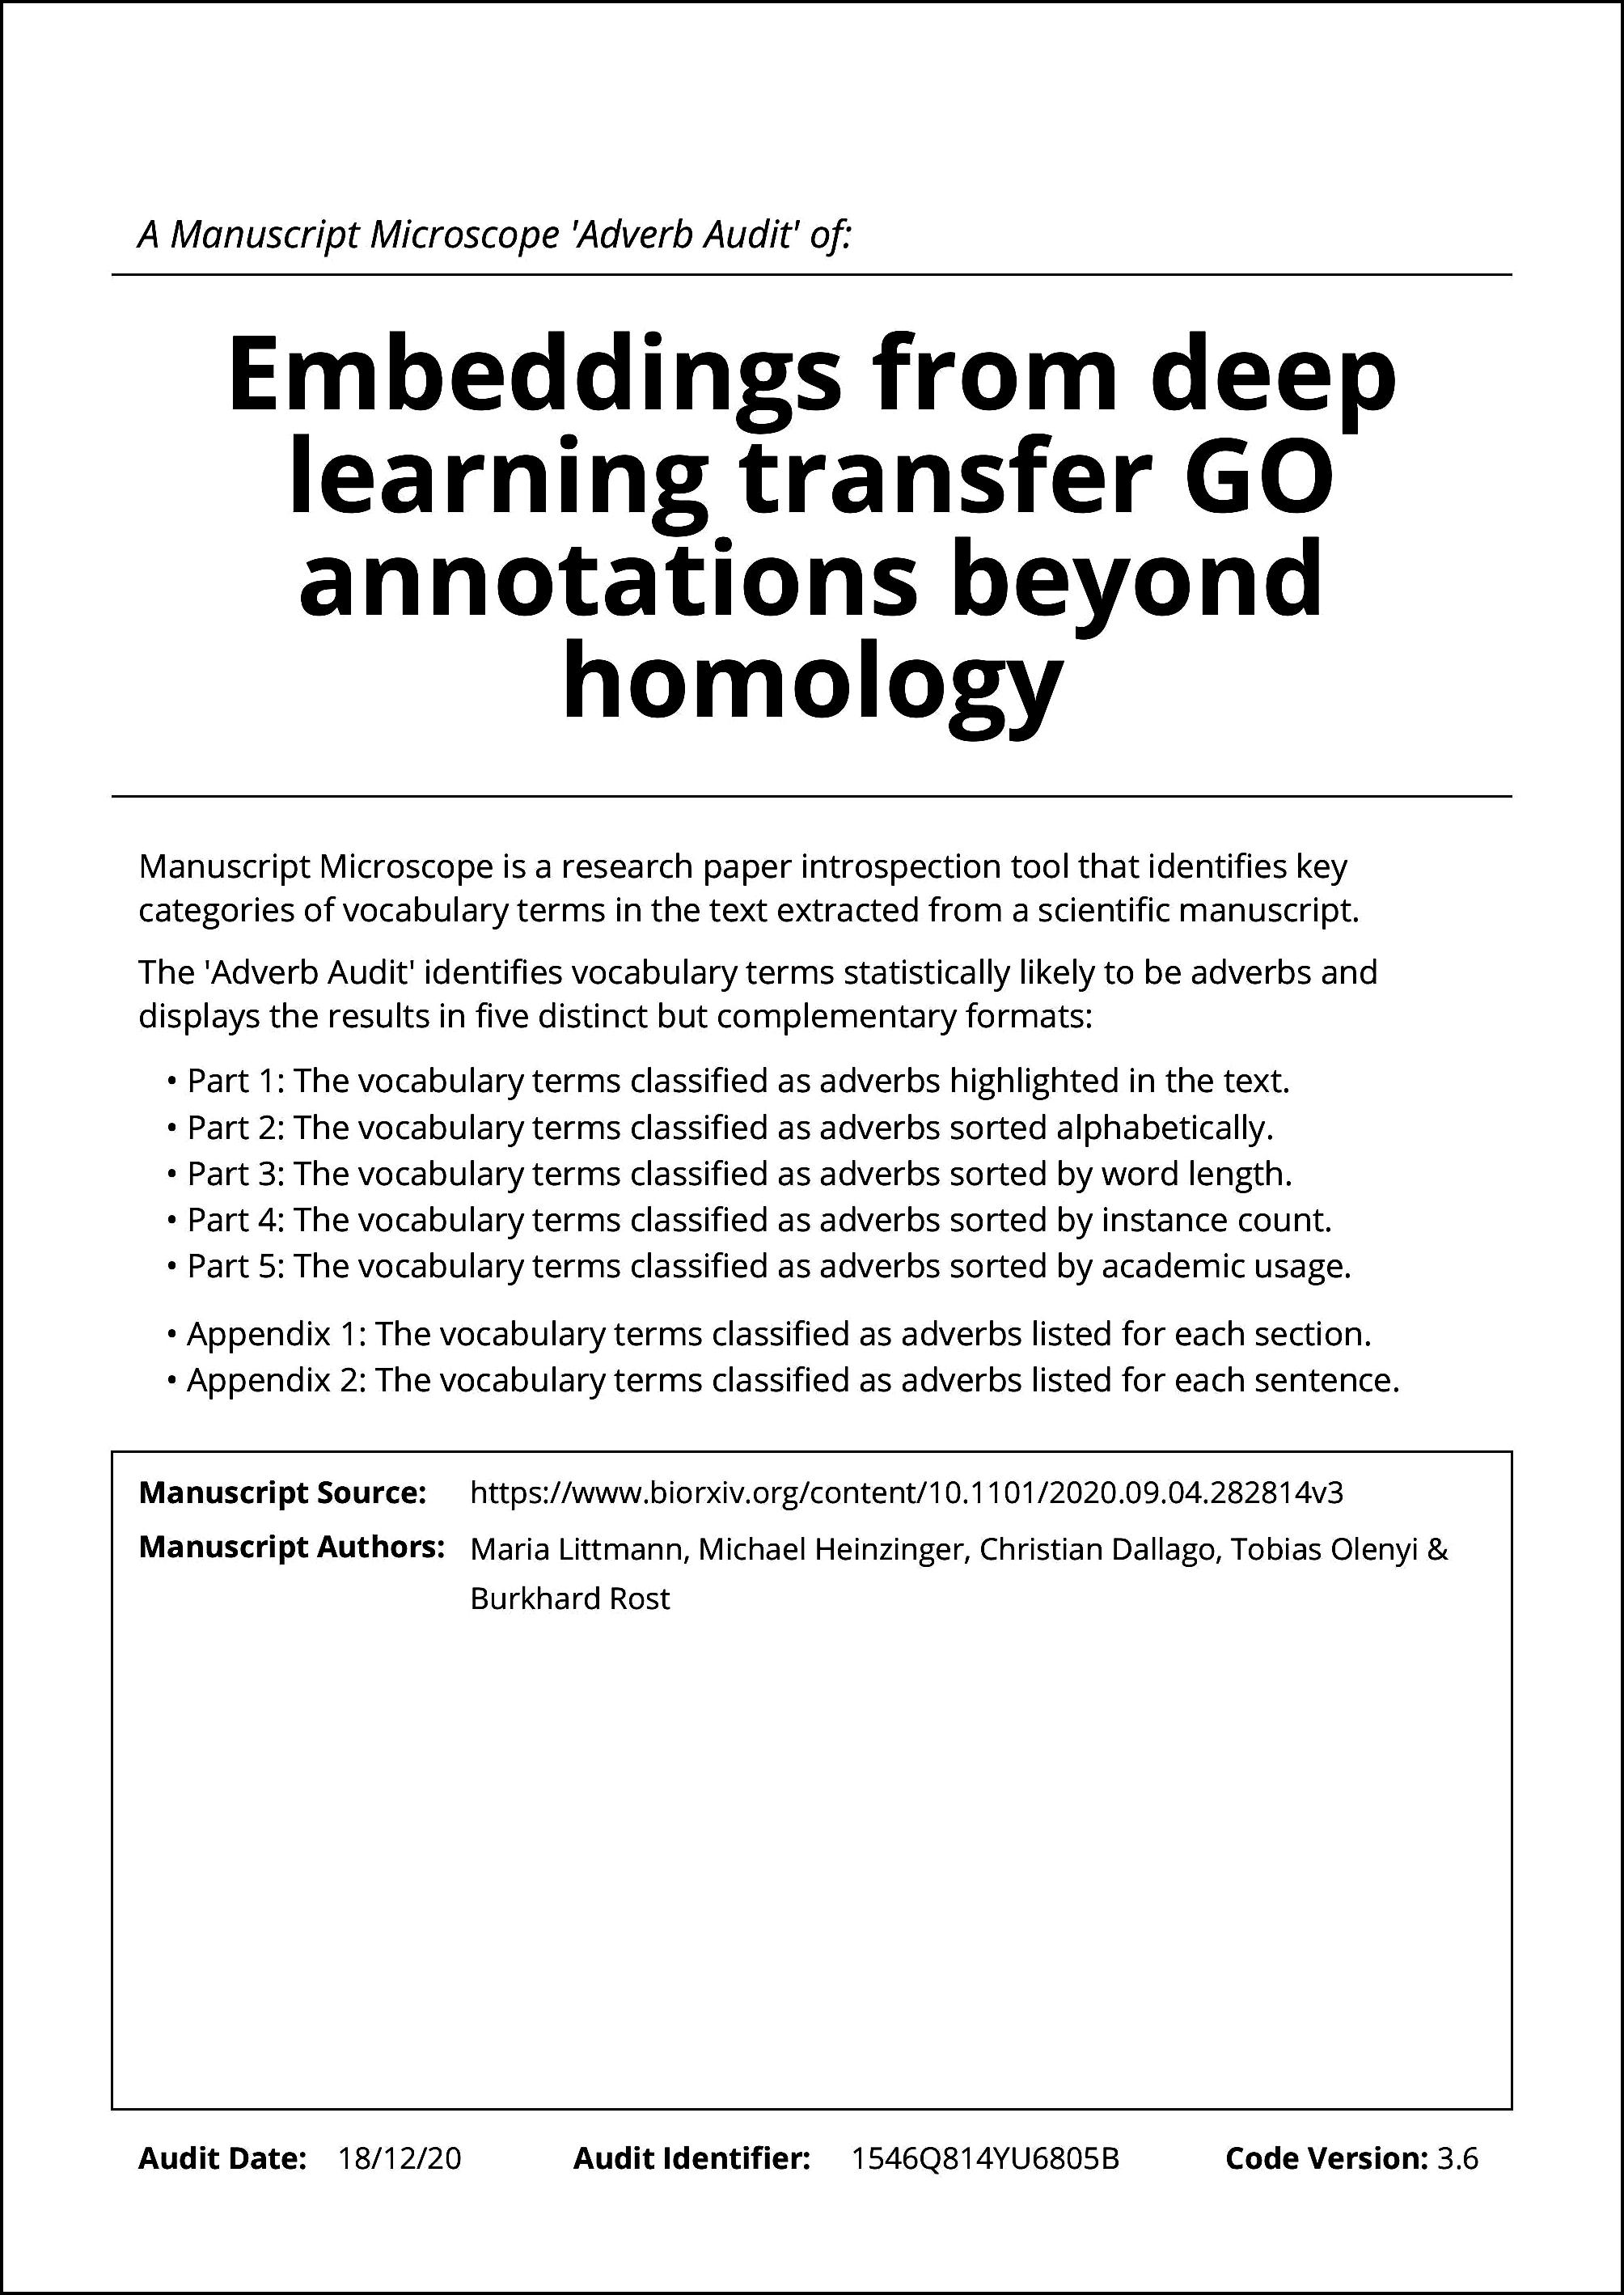 A Manuscript Microscope 'Adverb Audit' of:
Embeddings from deep
learning transfer GO
annotations beyond
homology
Manuscript Microscope is a research paper introspection tool that identifies key
categories of vocabulary terms in the text extracted from a scientific manuscript.
The 'Adverb Audit' identifies vocabulary terms statistically likely to be adverbs and
displays the results in five distinct but complementary formats:
• Part 1: The vocabulary terms classified as adverbs highlighted in the text.
• Part 2: The vocabulary terms classified as adverbs sorted alphabetically.
• Part 3: The vocabulary terms classified as adverbs sorted by word length.
• Part 4: The vocabulary terms classified as adverbs sorted by instance count.
• Part 5: The vocabulary terms classified as adverbs sorted by academic usage.
• Appendix 1: The vocabulary terms classified as adverbs listed for each section.
• Appendix 2: The vocabulary terms classified as adverbs listed for each sentence.
Manuscript Source: https://www.biorxiv.org/content/10.1101/2020.09.04.282814v3
Manuscript Authors: Maria Littmann, Michael Heinzinger, Christian Dallago, Tobias Olenyi &
Burkhard Rost
Audit Date: 18/12/20 Audit Identifier: 1546Q814YU6805B Code Version: 3.6